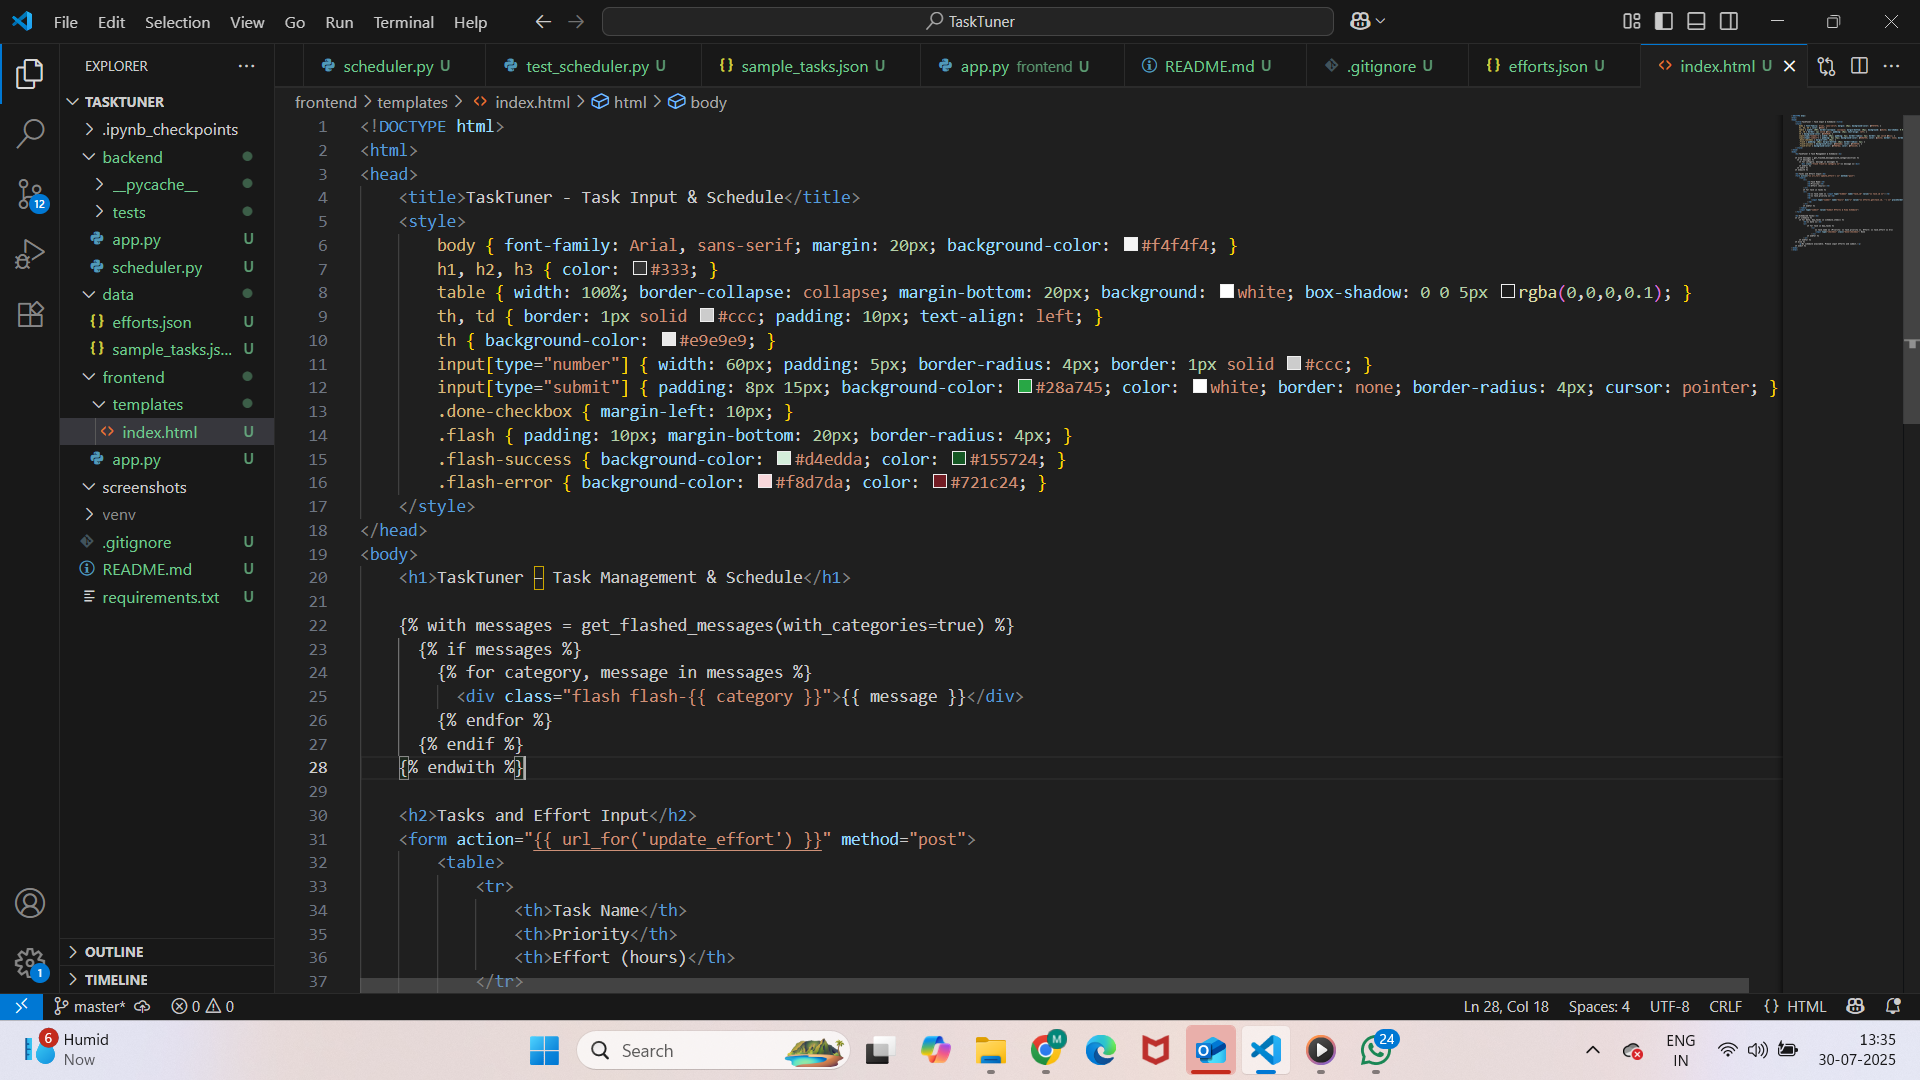 File Edit Selection View Go Run Terminal Help
TaskTuner
EXPLORER
TASKTUNER
.ipynb_checkpoints
backend
__pycache__
tests
app.py U
scheduler.py U
data
efforts.json U
sample_tasks.js... U
frontend
templates
index.html U
app.py U
screenshots
venv
.gitignore
README.md U
requirements.txt U
OUTLINE
TIMELINE
12
1
scheduler.py U
test_scheduler.py U
sample_tasks.json U
app.py frontend U
README.md U
.gitignore U
efforts.json U
index.html U
frontend > templates > index.html > html > body
1 <!DOCTYPE html>
2 <html>
3 <head>
4 <title>TaskTuner - Task Input & Schedule</title>
5 <style>
6 body { font-family: Arial, sans-serif; margin: 20px; background-color: #f4f4f4; }
7 h1, h2, h3 { color: #333; }
8 table { width: 100%; border-collapse: collapse; margin-bottom: 20px; background: white; box-shadow: 0 0 5px rgba(0,0,0,0.1); }
9 th, td { border: 1px solid #ccc; padding: 10px; text-align: left; }
10 th { background-color: #e9e9e9; }
11 input[type="number"] { width: 60px; padding: 5px; border-radius: 4px; border: 1px solid #ccc; }
12 input[type="submit"] { padding: 8px 15px; background-color: #28a745; color: white; border: none; border-radius: 4px; cursor: pointer; }
13 .done-checkbox { margin-left: 10px; }
14 .flash { padding: 10px; margin-bottom: 20px; border-radius: 4px; }
15 .flash-success { background-color: #d4edda; color: #155724; }
16 .flash-error { background-color: #f8d7da; color: #721c24; }
17 </style>
18 </head>
19 <body>
20 <h1>TaskTuner – Task Management & Schedule</h1>
21
22 {% with messages = get_flashed_messages(with_categories=true) %}
23 {% if messages %}
24 {% for category, message in messages %}
25 <div class="flash flash-{{ category }}">{{ message }}</div>
26 {% endfor %}
27 {% endif %}
28 {% endwith %}
29
30 <h2>Tasks and Effort Input</h2>
31 <form action="{{ url_for('update_effort') }}" method="post">
32 <table>
33 <tr>
34 <th>Task Name</th>
35 <th>Priority</th>
36 <th>Effort (hours)</th>
37 </tr>
master* 0 0 Ln 28, Col 18 Spaces: 4 UTF-8 CRLF {} HTML
6 Humid
Now
Search
M
24
ENG
IN
13:35
30-07-2025